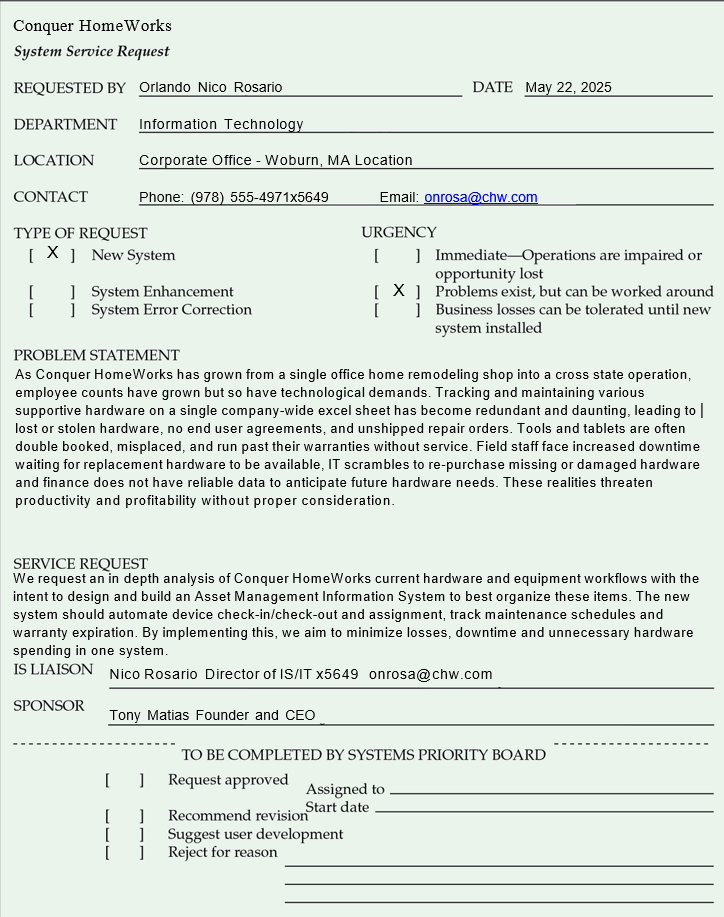 Conquer HomeWorks
System Service Request
REQUESTED BY Orlando Nico Rosario DATE May 22, 2025
DEPARTMENT Information Technology
LOCATION Corporate Office - Woburn, MA Location
CONTACT Phone: (978) 555-4971x5649 Email: onrosa@chw.com
TYPE OF REQUEST URGENCY
[ X ] New System [ ] Immediate—Operations are impaired or
opportunity lost
[ ] System Enhancement [ X ] Problems exist, but can be worked around
[ ] System Error Correction [ ] Business losses can be tolerated until new
system installed
PROBLEM STATEMENT
As Conquer HomeWorks has grown from a single office home remodeling shop into a cross state operation,
employee counts have grown but so have technological demands. Tracking and maintaining various
supportive hardware on a single company-wide excel sheet has become redundant and daunting, leading to |
lost or stolen hardware, no end user agreements, and unshipped repair orders. Tools and tablets are often
double booked, misplaced, and run past their warranties without service. Field staff face increased downtime
waiting for replacement hardware to be available, IT scrambles to re-purchase missing or damaged hardware
and finance does not have reliable data to anticipate future hardware needs. These realities threaten
productivity and profitability without proper consideration.
SERVICE REQUEST
We request an in depth analysis of Conquer HomeWorks current hardware and equipment workflows with the
intent to design and build an Asset Management Information System to best organize these items. The new
system should automate device check-in/check-out and assignment, track maintenance schedules and
warranty expiration. By implementing this, we aim to minimize losses, downtime and unnecessary hardware
spending in one system.
IS LIAISON Nico Rosario Director of IS/IT x5649 onrosa@chw.com
SPONSOR Tony Matias Founder and CEO
TO BE COMPLETED BY SYSTEMS PRIORITY BOARD
[ ] Request approved
Assigned to
Start date
[ ] Recommend revision
[ ] Suggest user development
[ ] Reject for reason